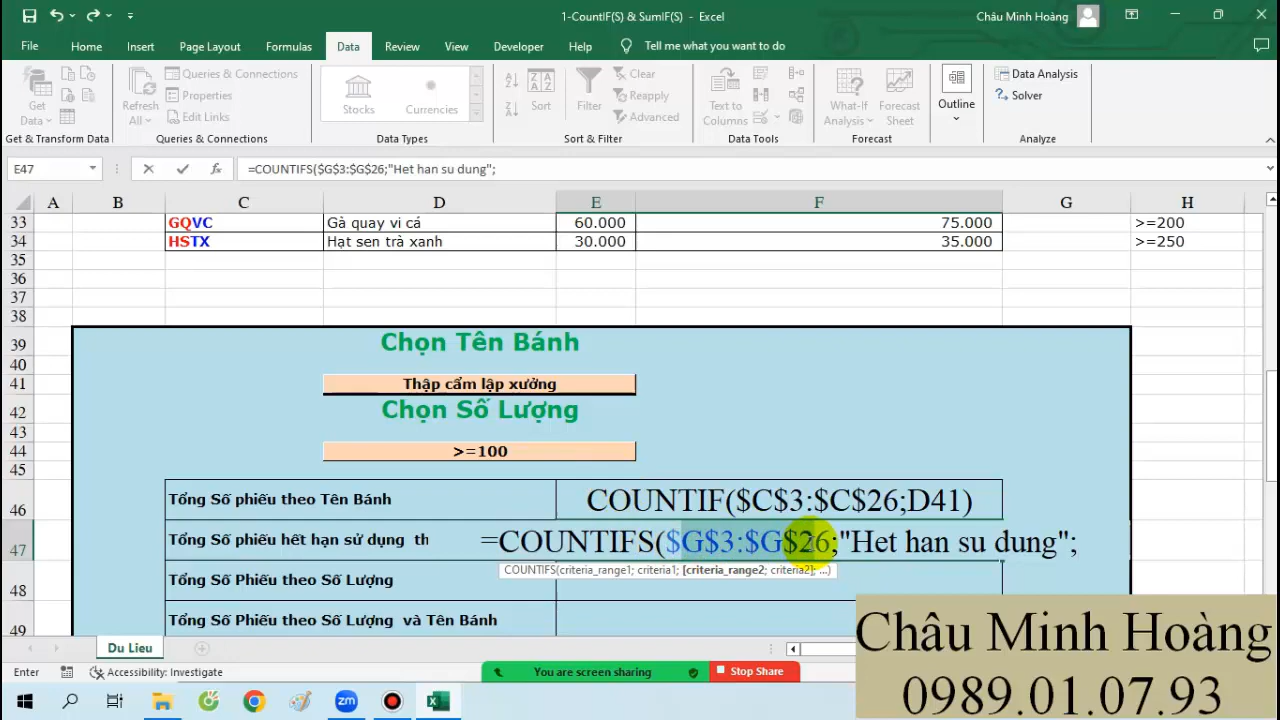 1-CountIF(S) & SumIF(S) - Excel
Châu Minh Hoàng
File Home Insert Page Layout Formulas Data Review View Developer Help Tell me what you want to do
Get Data
Refresh All
Queries & Connections
Properties
Edit Links
Stocks
Currencies
Sort
Filter
Clear
Reapply
Advanced
Text to Columns
What-If Analysis
Forecast Sheet
Outline
Data Analysis
Solver
Get & Transform Data Queries & Connections Data Types Sort & Filter Data Tools Forecast Analyze
E47 fx =COUNTIFS($G$3:$G$26;"Het han su dung";
A B C D E F G H
33 GQVC Gà quay vi cá 60.000 75.000 >=200
34 HSTX Hạt sen trà xanh 30.000 35.000 >=250
35
36
37
38
39 Chọn Tên Bánh
40
41 Thập cẩm lập xưởng
42 Chọn Số Lượng
43
44 >=100
45
46 Tổng Số phiếu theo Tên Bánh COUNTIF($C$3:$C$26;D41)
47 Tổng Số phiếu hết hạn sử dụng th =COUNTIFS($G$3:$G$26;"Het han su dung";
COUNTIFS(criteria_range1; criteria1; [criteria_range2; criteria2]; ...)
48 Tổng Số phiếu theo Số Lượng
49 Tổng Số Phiếu theo Số Lượng và Tên Bánh
Châu Minh Hoàng
0989.01.07.93
Du Lieu
Enter Accessibility: Investigate
You are screen sharing Stop Share
zm